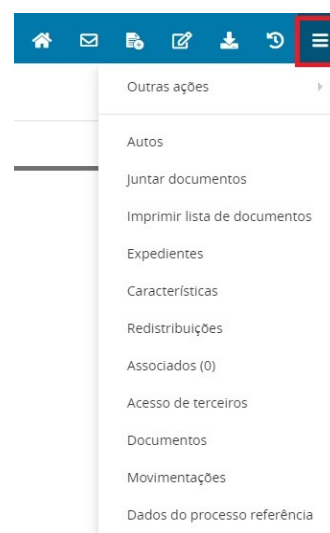 Outras ações
Autos
Juntar documentos
Imprimir lista de documentos
Expedientes
Características
Redistribuições
Associados (0)
Acesso de terceiros
Documentos
Movimentações
Dados do processo referência